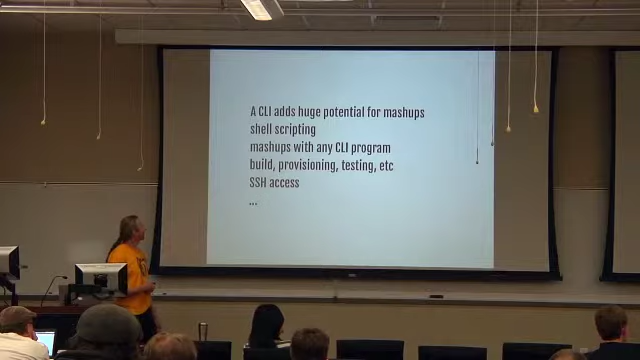 A CLI adds huge potential for mashups
shell scripting
mashups with any CLI program
build, provisioning, testing, etc
SSH access
...